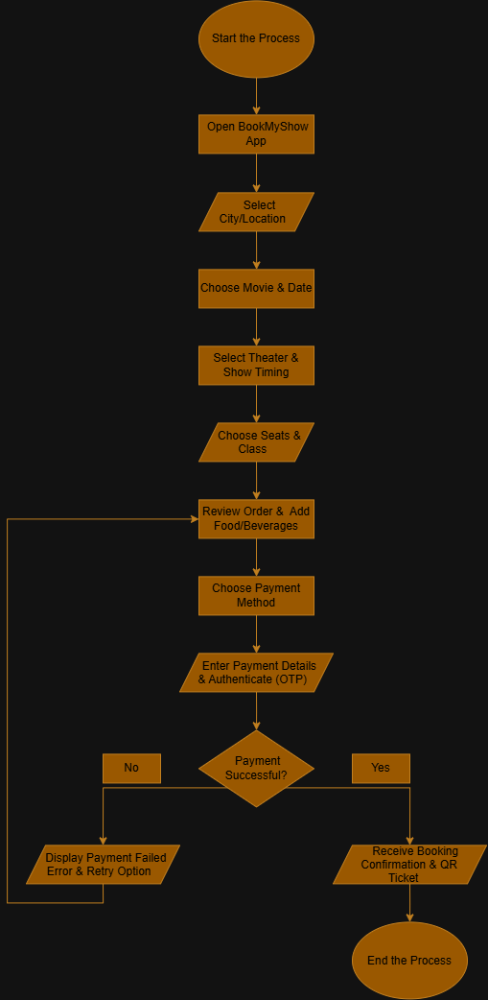 Start the Process
Open BookMyShow
App
Select
City/Location
Choose Movie & Date
Select Theater &
Show Timing
Choose Seats &
Class
Review Order & Add
Food/Beverages
Choose Payment
Method
Enter Payment Details
& Authenticate (OTP)
Payment
Successful?
No
Yes
Display Payment Failed
Error & Retry Option
Receive Booking
Confirmation & QR
Ticket
End the Process